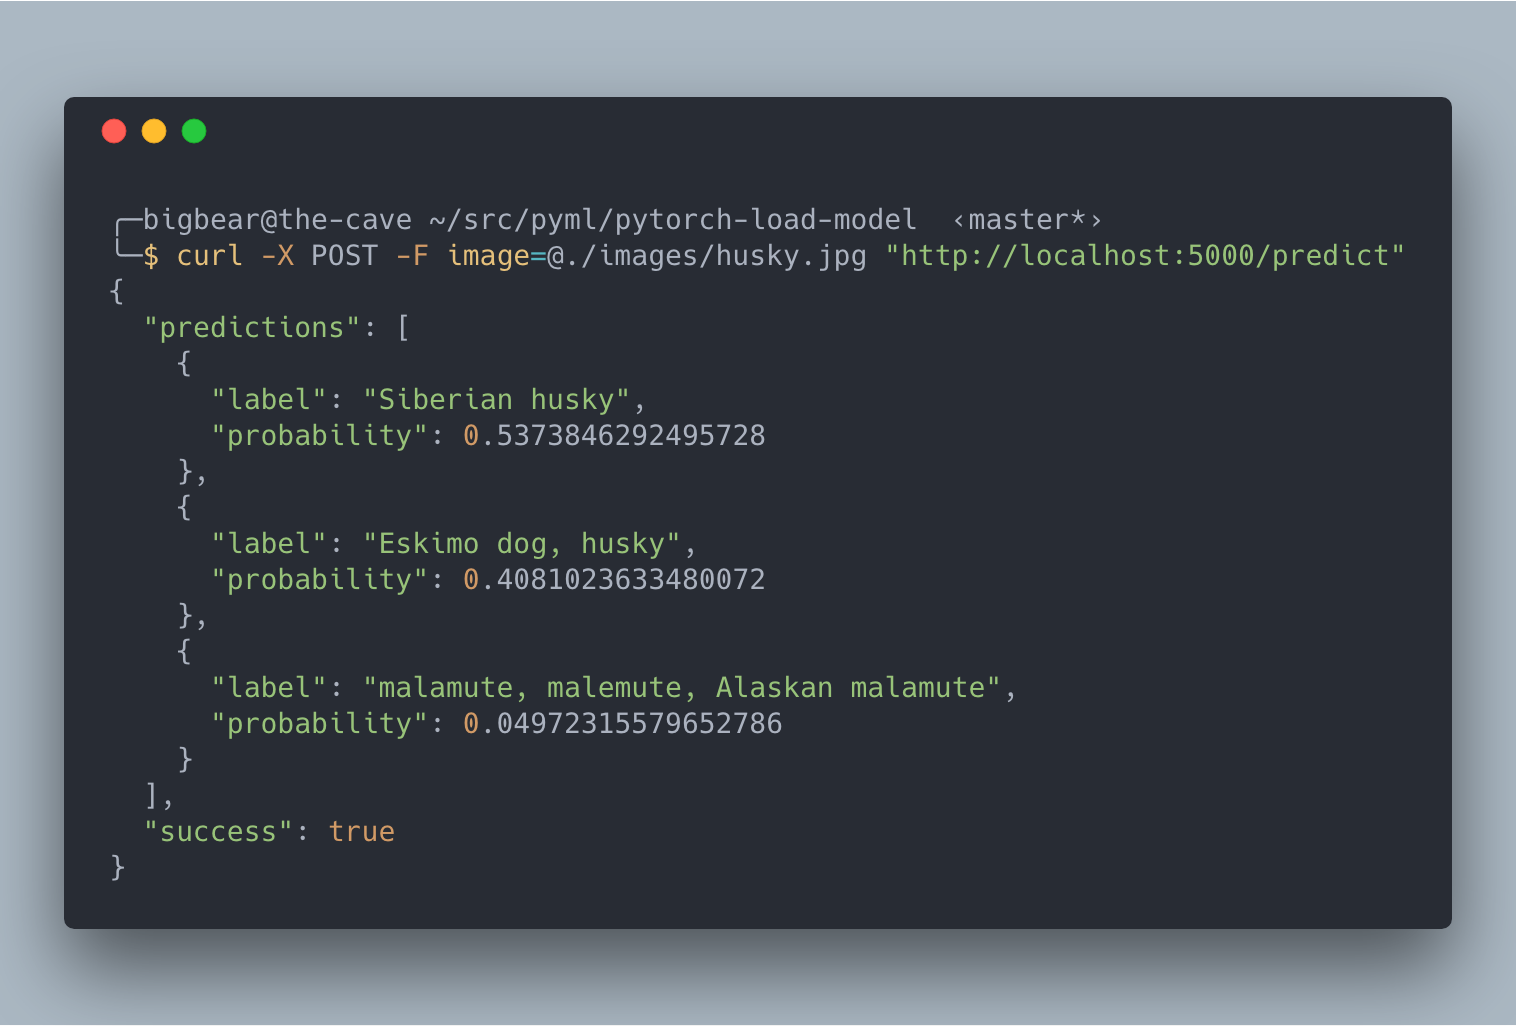 ╭─bigbear@the-cave ~/src/pyml/pytorch-load-model  ‹master*›
╰─$ curl -X POST -F image=@./images/husky.jpg "http://localhost:5000/predict"
{
  "predictions": [
    {
      "label": "Siberian husky",
      "probability": 0.5373846292495728
    },
    {
      "label": "Eskimo dog, husky",
      "probability": 0.4081023633480072
    },
    {
      "label": "malamute, malemute, Alaskan malamute",
      "probability": 0.04972315579652786
    }
  ],
  "success": true
}